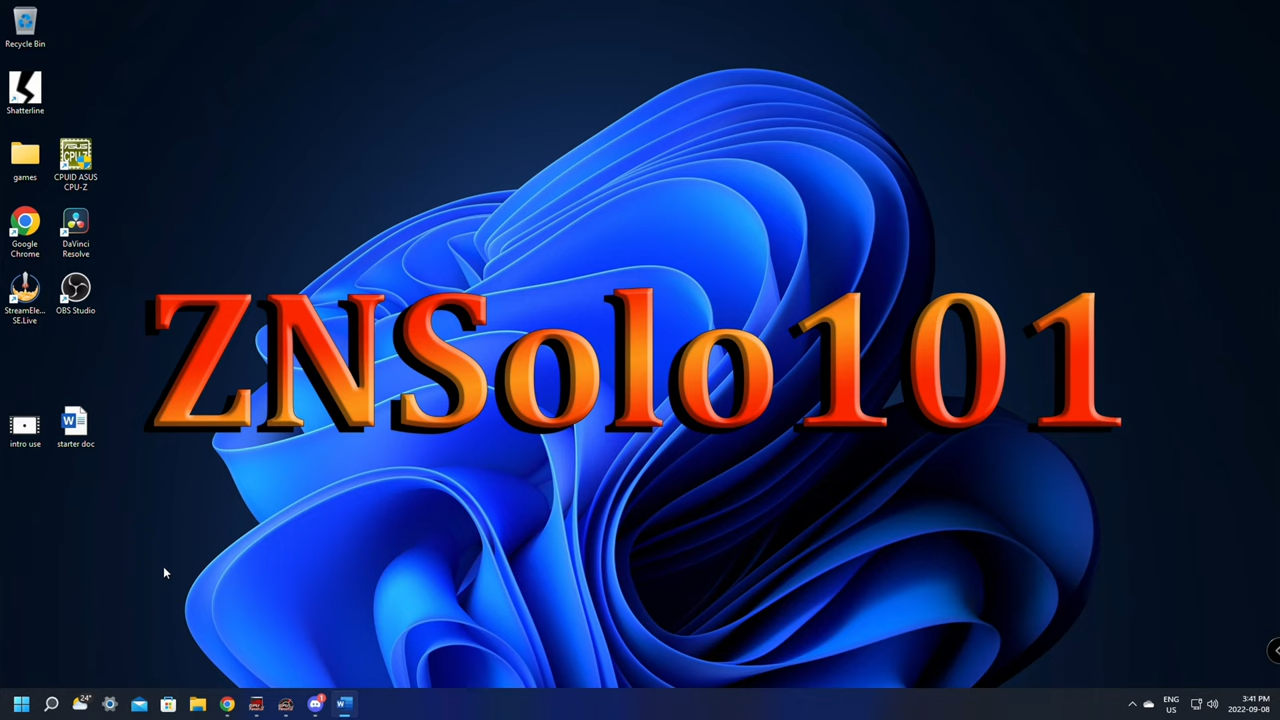 Recycle Bin
Shatterline
games
CPUID ASUS
CPU-Z
Google
Chrome
DaVinci
Resolve
StreamEle...
SE.Live
OBS Studio
ZNSolo101
intro use
starter doc
24°
ENG
US
3:41 PM
2022-09-08